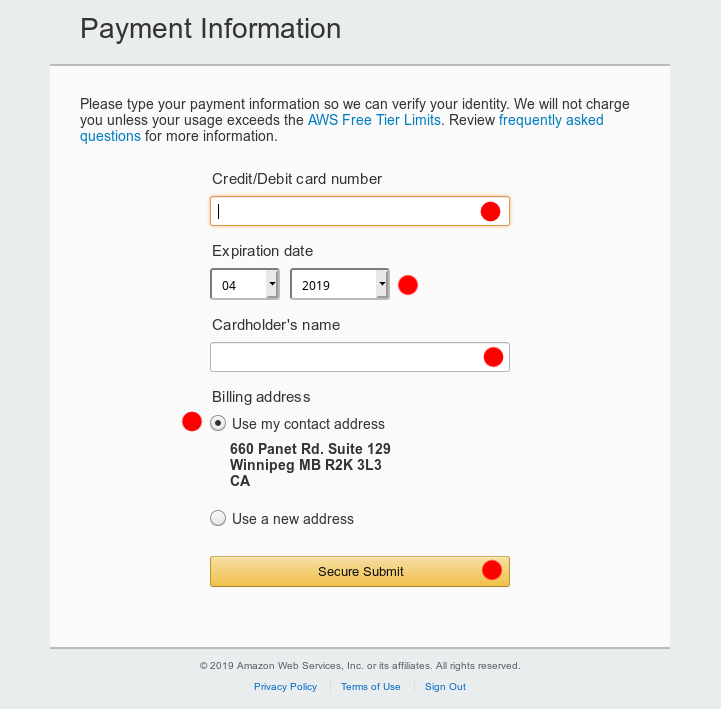 Payment Information
Please type your payment information so we can verify your identity. We will not charge
you unless your usage exceeds the AWS Free Tier Limits. Review frequently asked
questions for more information.
Credit/Debit card number
Expiration date
04 2019
Cardholder's name
Billing address
Use my contact address
660 Panet Rd. Suite 129
Winnipeg MB R2K 3L3
CA
Use a new address
Secure Submit
© 2019 Amazon Web Services, Inc. or its affiliates. All rights reserved.
Privacy Policy Terms of Use Sign Out